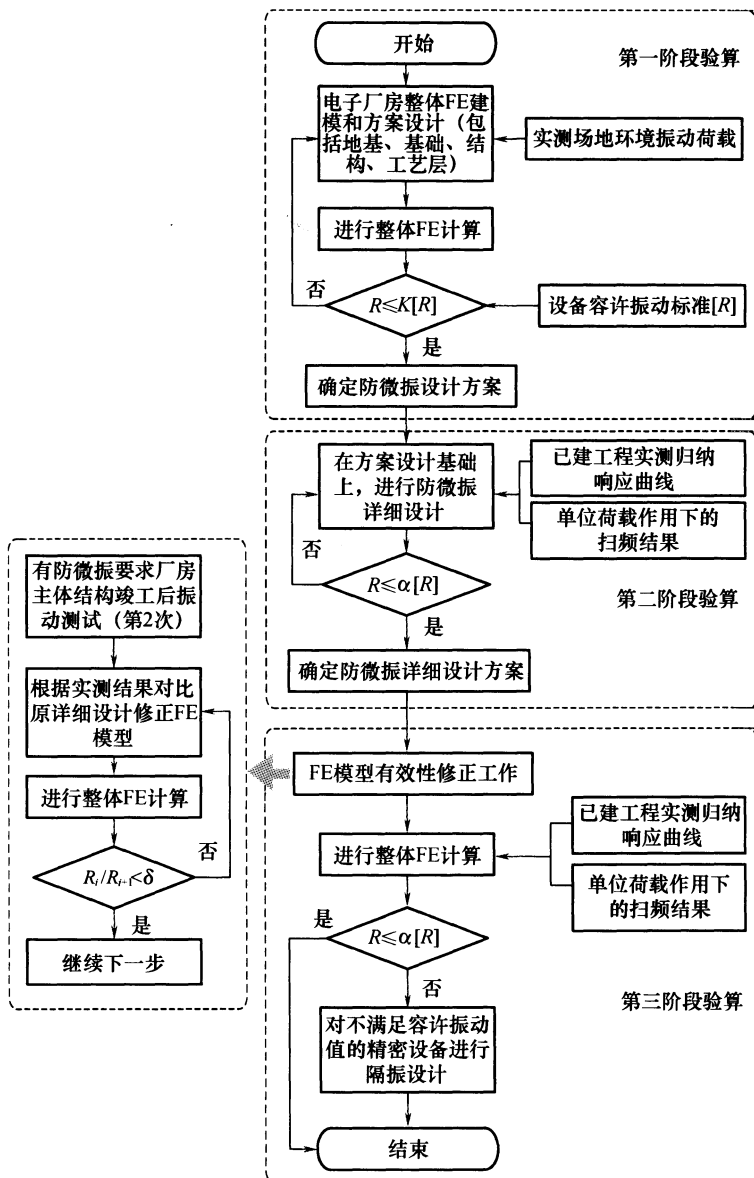 开始
第一阶段验算
电子厂房整体FE建
模和方案设计（包
括地基、基础、结
构、工艺层）
实测场地环境振动荷载
进行整体FE计算
否
R≤K[R]
设备容许振动标准[R]
是
确定防微振设计方案
在方案设计基础
上，进行防微振
详细设计
已建工程实测归纳
响应曲线
单位荷载作用下的
扫频结果
否
R≤α[R]
第二阶段验算
是
确定防微振详细设计方案
有防微振要求厂房
主体结构竣工后振
动测试（第2次）
根据实测结果对比
原详细设计修正FE
模型
进行整体FE计算
否
Ri/Ri+1<δ
是
继续下一步
FE模型有效性修正工作
进行整体FE计算
已建工程实测归纳
响应曲线
单位荷载作用下
的扫频结果
是
R≤α[R]
否
第三阶段验算
对不满足容许振动
值的精密设备进行
隔振设计
结束